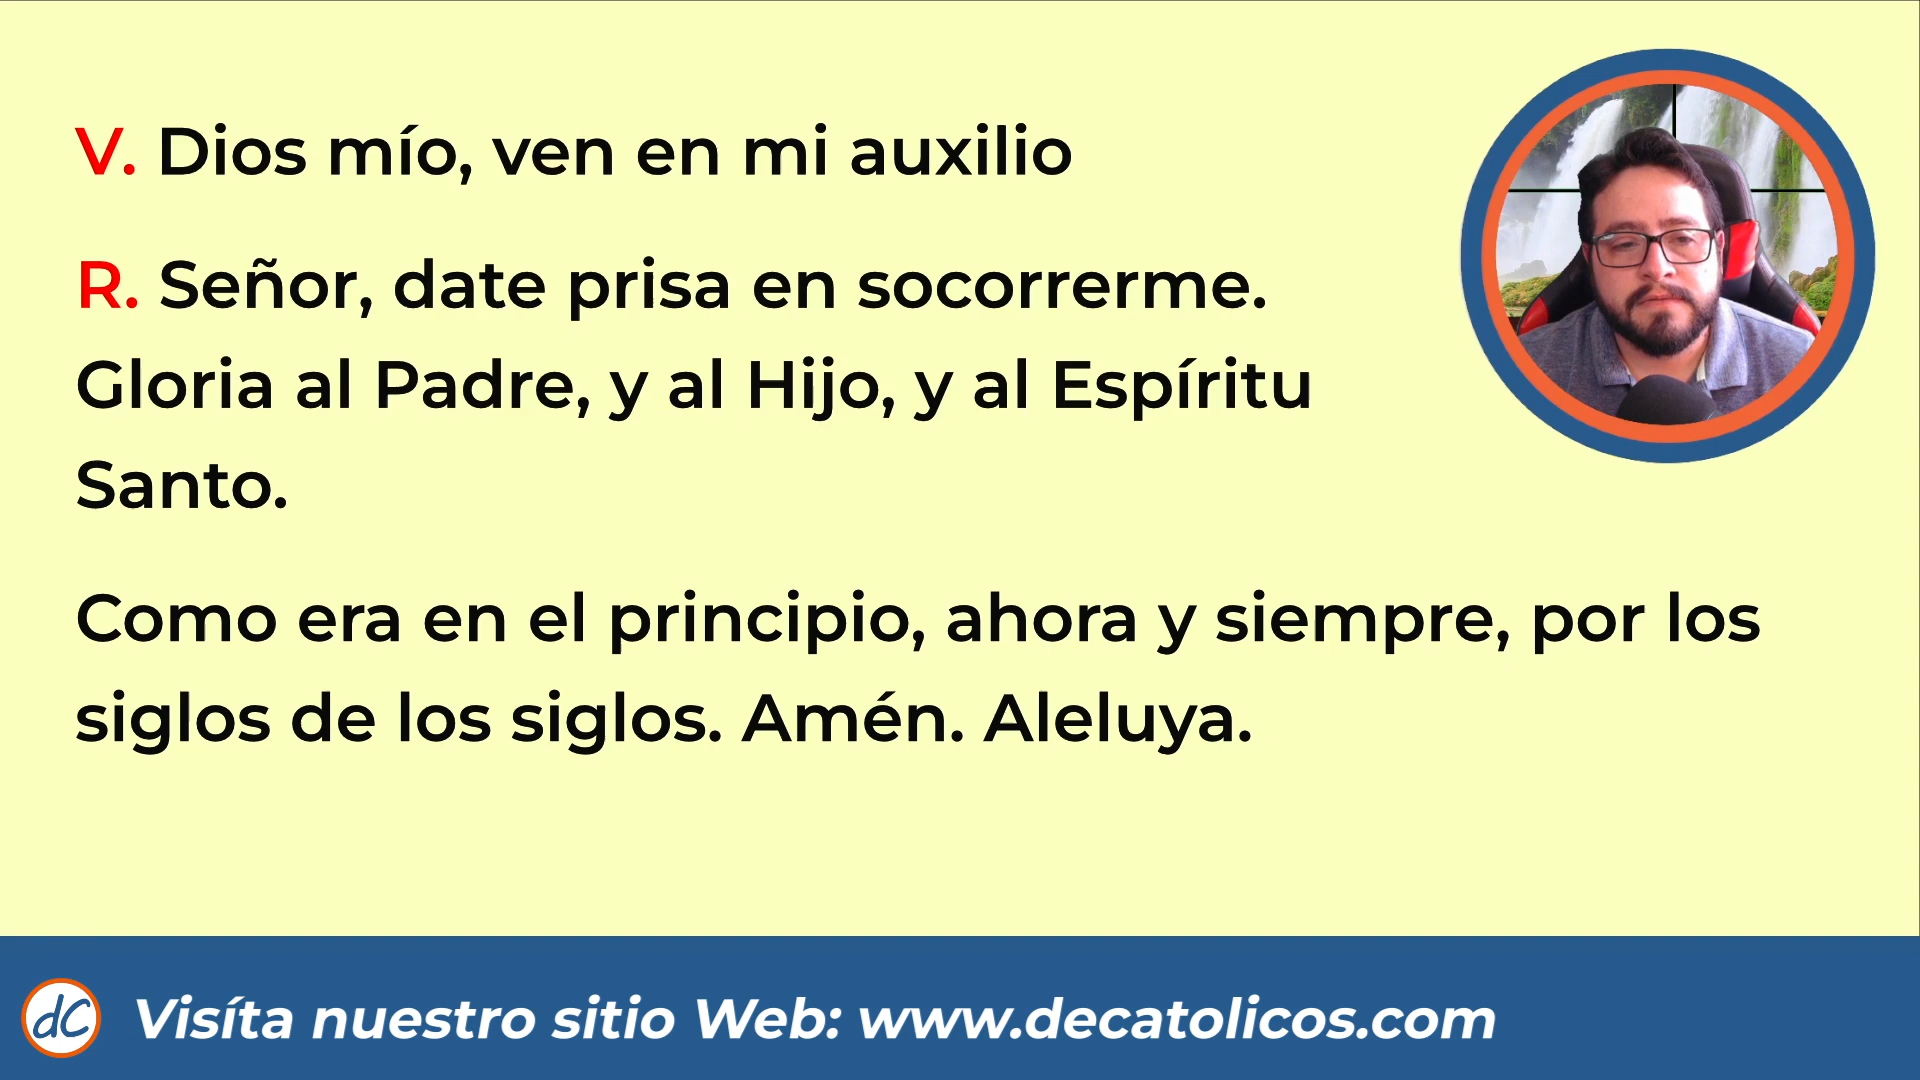 V. Dios mío, ven en mi auxilio
R. Señor, date prisa en socorrerme.
Gloria al Padre, y al Hijo, y al Espíritu
Santo.
Como era en el principio, ahora y siempre, por los
siglos de los siglos. Amén. Aleluya.
dC Visíta nuestro sitio Web: www.decatolicos.com